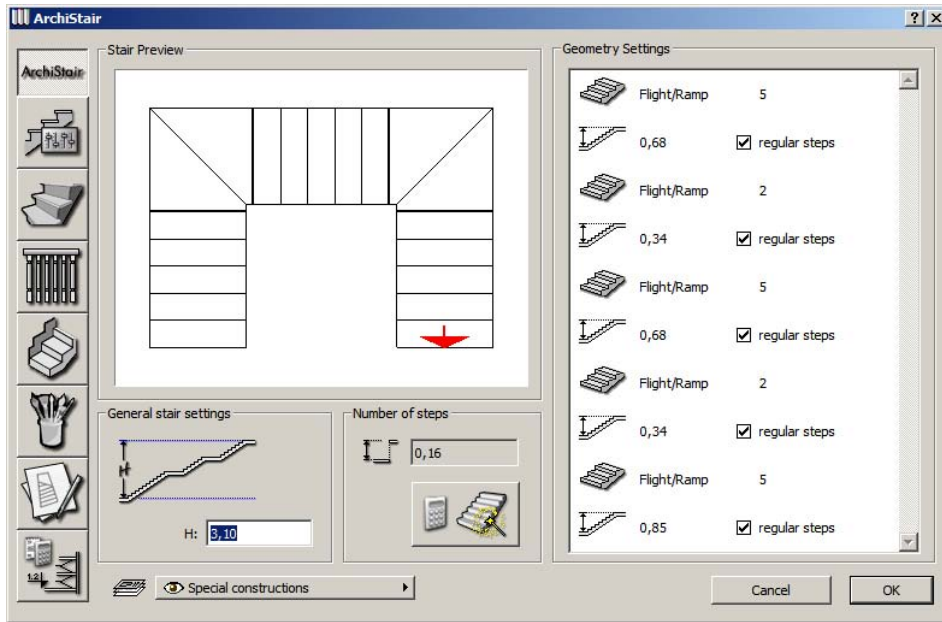 ArchiStair
ArchiStair
Stair Preview
General stair settings
H
H: 3,10
Number of steps
0,16
Geometry Settings
Flight/Ramp 5
0,68 regular steps
Flight/Ramp 2
0,34 regular steps
Flight/Ramp 5
0,68 regular steps
Flight/Ramp 2
0,34 regular steps
Flight/Ramp 5
0,85 regular steps
1.2
Special constructions
Cancel OK